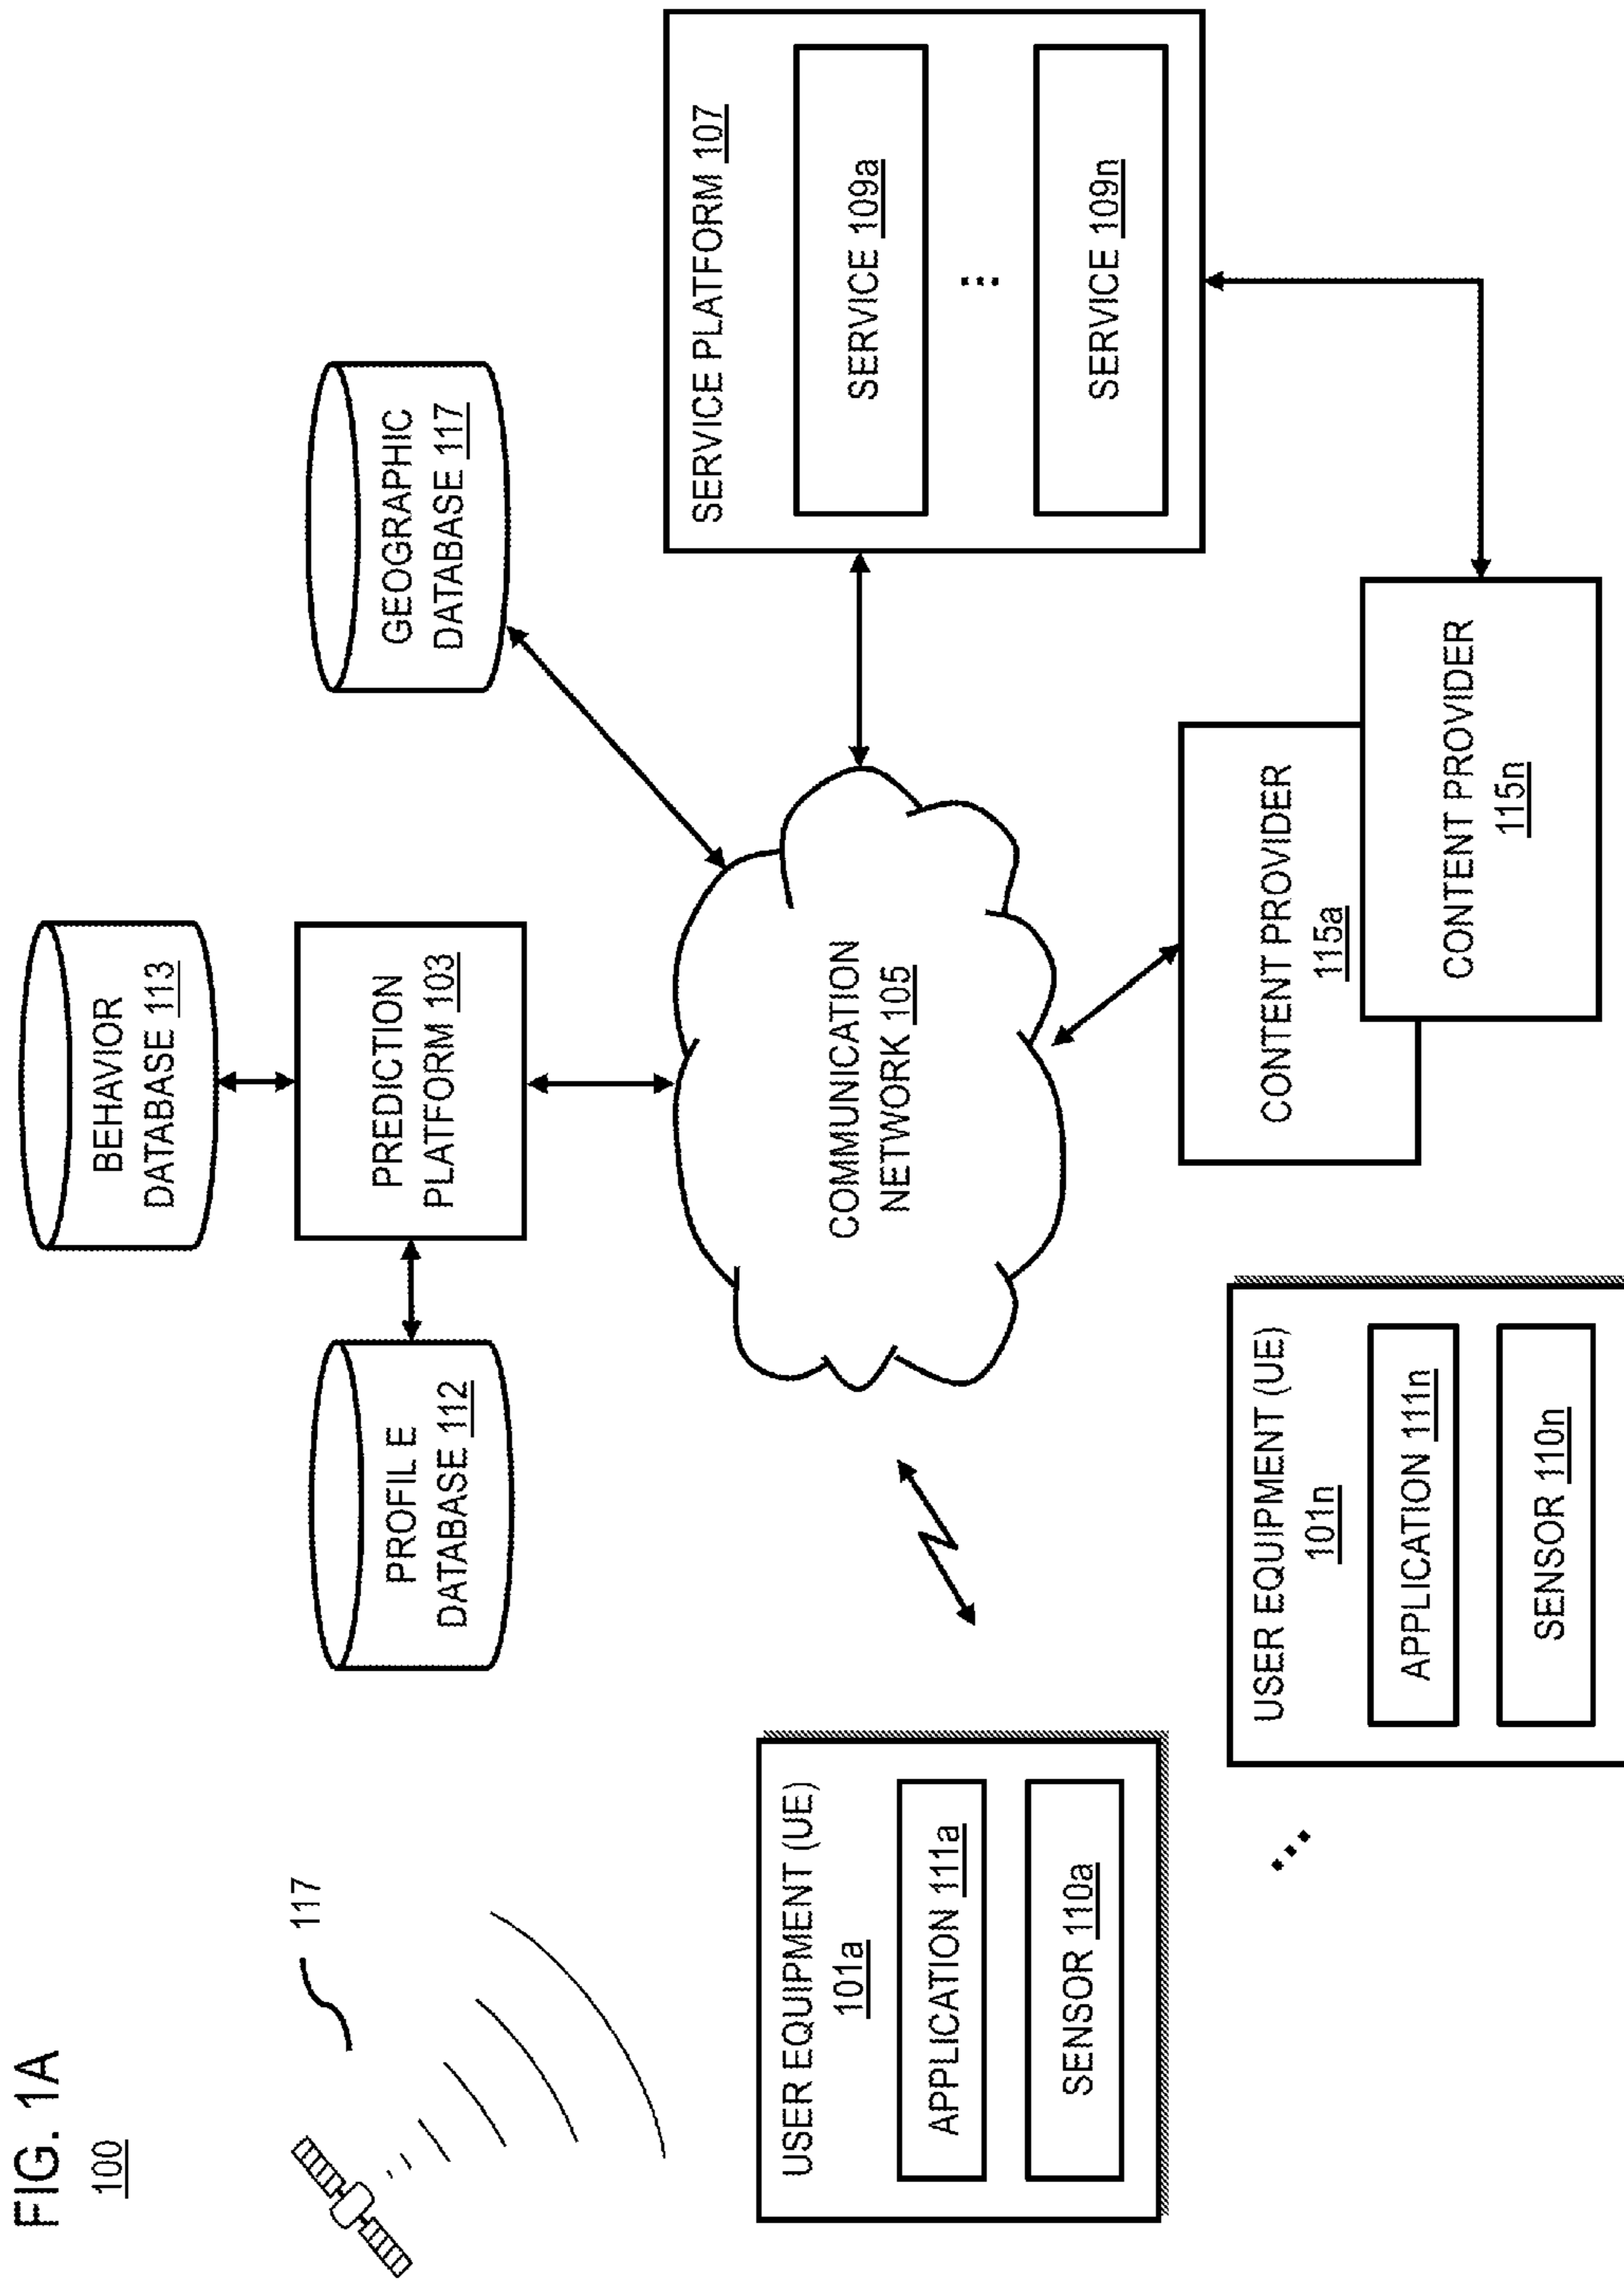 FIG. 1A
100
117
BEHAVIOR
DATABASE 113
PROFILE
DATABASE 112
PREDICTION
PLATFORM 103
GEOGRAPHIC
DATABASE 117
COMMUNICATION
NETWORK 105
SERVICE PLATFORM 107
SERVICE 109a
...
SERVICE 109n
USER EQUIPMENT (UE)
101a
APPLICATION 111a
SENSOR 110a
...
USER EQUIPMENT (UE)
101n
APPLICATION 111n
SENSOR 110n
CONTENT PROVIDER
115a
CONTENT PROVIDER
115n